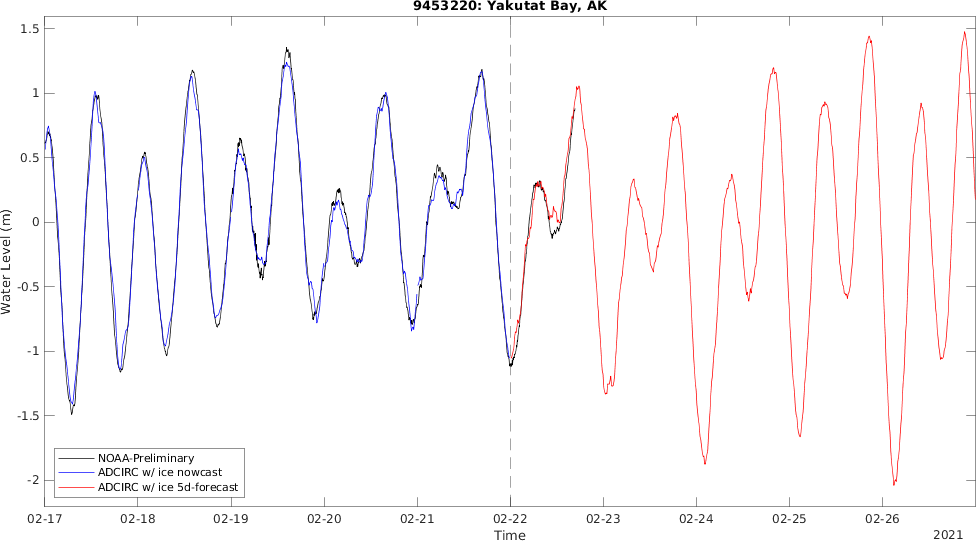 9453220: Yakutat Bay, AK
Water Level (m)
1.5
1
0.5
0
-0.5
-1
-1.5
-2
NOAA-Preliminary
ADCIRC w/ ice nowcast
ADCIRC w/ ice 5d-forecast
02-17 02-18 02-19 02-20 02-21 02-22 02-23 02-24 02-25 02-26
Time
2021